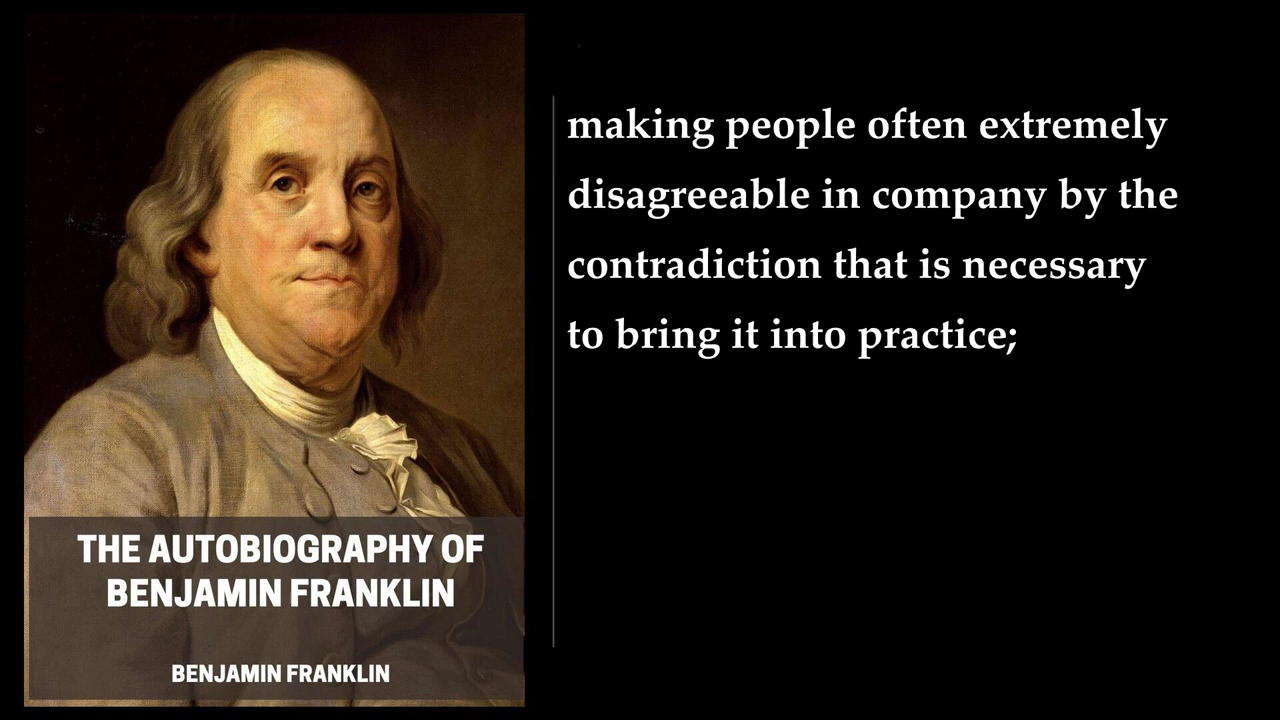 making people often extremely
disagreeable in company by the
contradiction that is necessary
to bring it into practice;
THE AUTOBIOGRAPHY OF
BENJAMIN FRANKLIN
BENJAMIN FRANKLIN